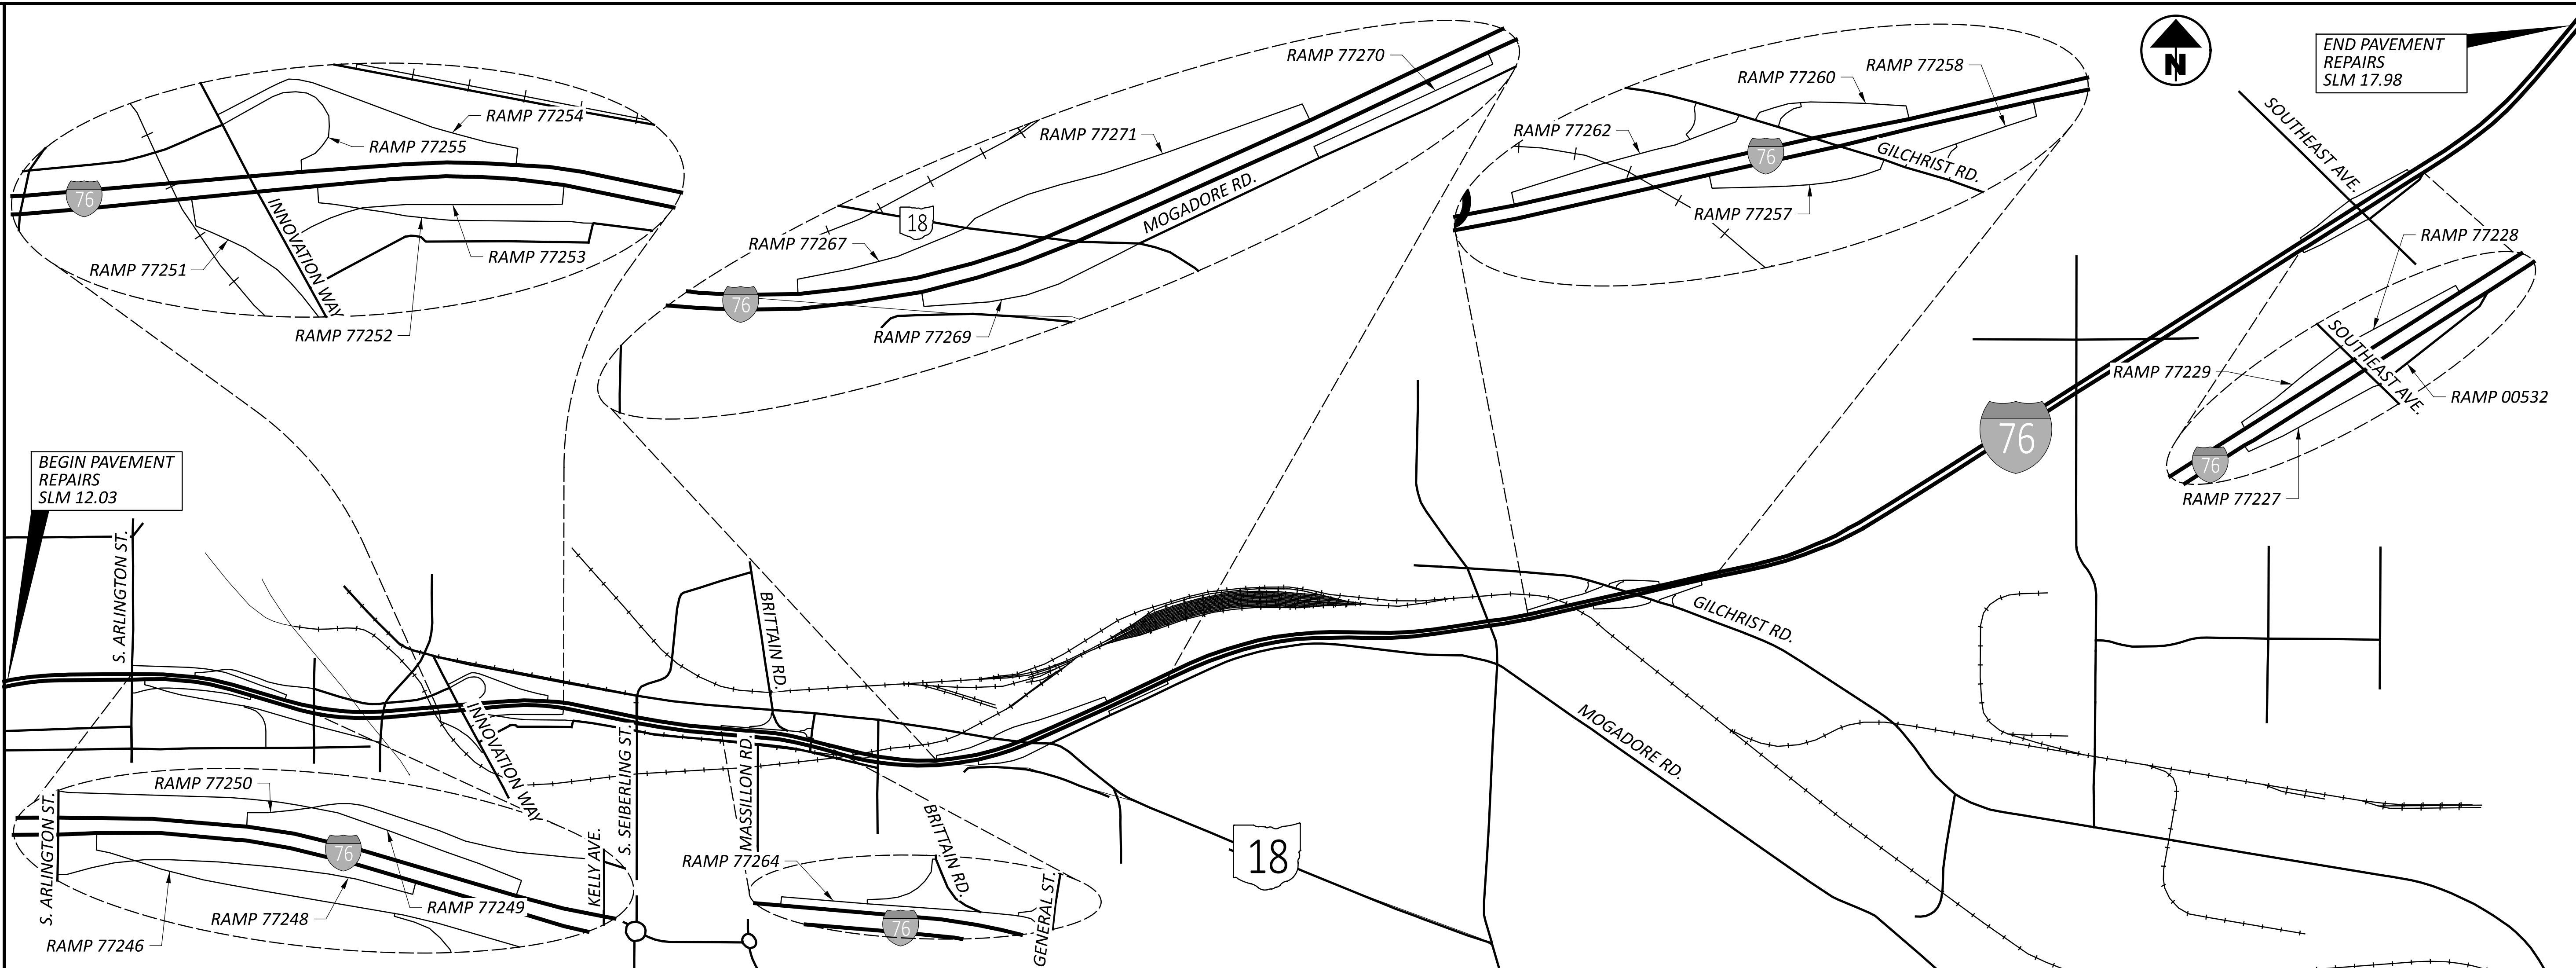 RAMP 77254
RAMP 77255
76
INNOVATION WAY
RAMP 77251
RAMP 77253
RAMP 77252
RAMP 77270
RAMP 77271
18
MOGADORE RD.
RAMP 77267
76
RAMP 77269
RAMP 77260
RAMP 77258
RAMP 77262
76
GILCHRIST RD.
RAMP 77257
N
END PAVEMENT
REPAIRS
SLM 17.98
SOUTHEAST AVE.
RAMP 77228
SOUTHEAST AVE.
RAMP 77229
RAMP 00532
76
RAMP 77227
76
BEGIN PAVEMENT
REPAIRS
SLM 12.03
S. ARLINGTON ST.
BRITTAIN RD.
GILCHRIST RD.
INNOVATION WAY
S. SEIBERLING ST.
MASSILLON RD.
MOGADORE RD.
18
RAMP 77250
S. ARLINGTON ST.
76
KELLY AVE.
RAMP 77249
RAMP 77248
RAMP 77246
RAMP 77264
BRITTAIN RD.
76
GENERAL ST.